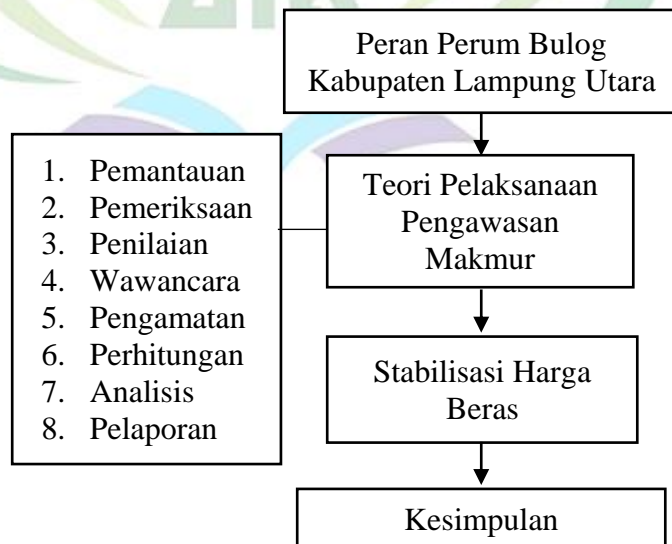 Peran Perum Bulog
Kabupaten Lampung Utara
1. Pemantauan
2. Pemeriksaan
3. Penilaian
4. Wawancara
5. Pengamatan
6. Perhitungan
7. Analisis
8. Pelaporan
Teori Pelaksanaan
Pengawasan
Makmur
Stabilisasi Harga
Beras
Kesimpulan